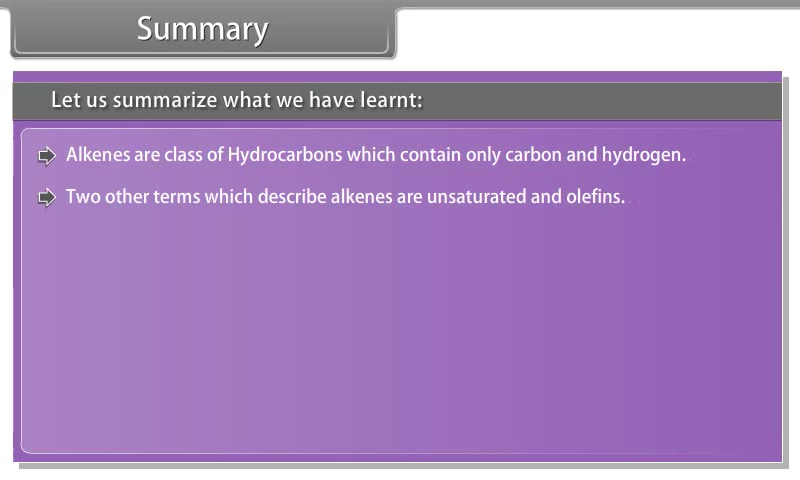 Summary
Let us summarize what we have learnt:
Alkenes are class of Hydrocarbons which contain only carbon and hydrogen.
Two other terms which describe alkenes are unsaturated and olefins.